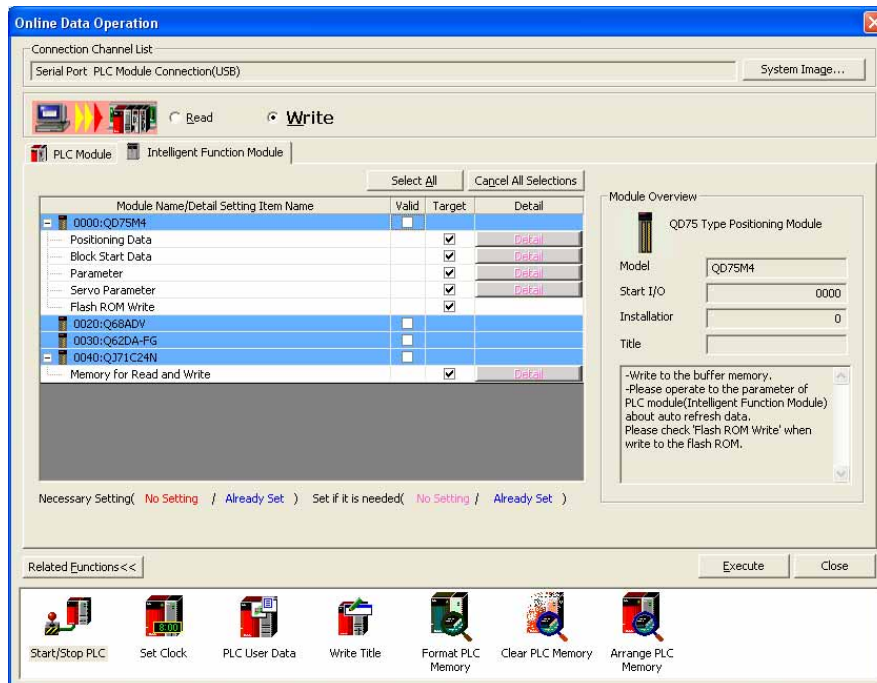 Online Data Operation
Connection Channel List
Serial Port PLC Module Connection(USB)
System Image...
Read
Write
PLC Module
Intelligent Function Module
Select All
Cancel All Selections
Module Name/Detail Setting Item Name Valid Target Detail
0000:QD75M4
Positioning Data Detail
Block Start Data Detail
Parameter Detail
Servo Parameter Detail
Flash ROM Write
0020:Q68ADV
0030:Q62DA-FG
0040:QJ71C24N
Memory for Read and Write Detail
Necessary Setting( No Setting / Already Set ) Set if it is needed( No Setting / Already Set )
Module Overview
QD75 Type Positioning Module
Model QD75M4
Start I/O 0000
Installatior 0
Title
-Write to the buffer memory.
-Please operate to the parameter of
PLC module(Intelligent Function Module)
about auto refresh data.
Please check 'Flash ROM Write' when
write to the flash ROM.
Related Functions<<
Execute
Close
Start/Stop PLC
Set Clock
8:00
PLC User Data
Write Title
Format PLC
Memory
Clear PLC Memory
Arrange PLC
Memory